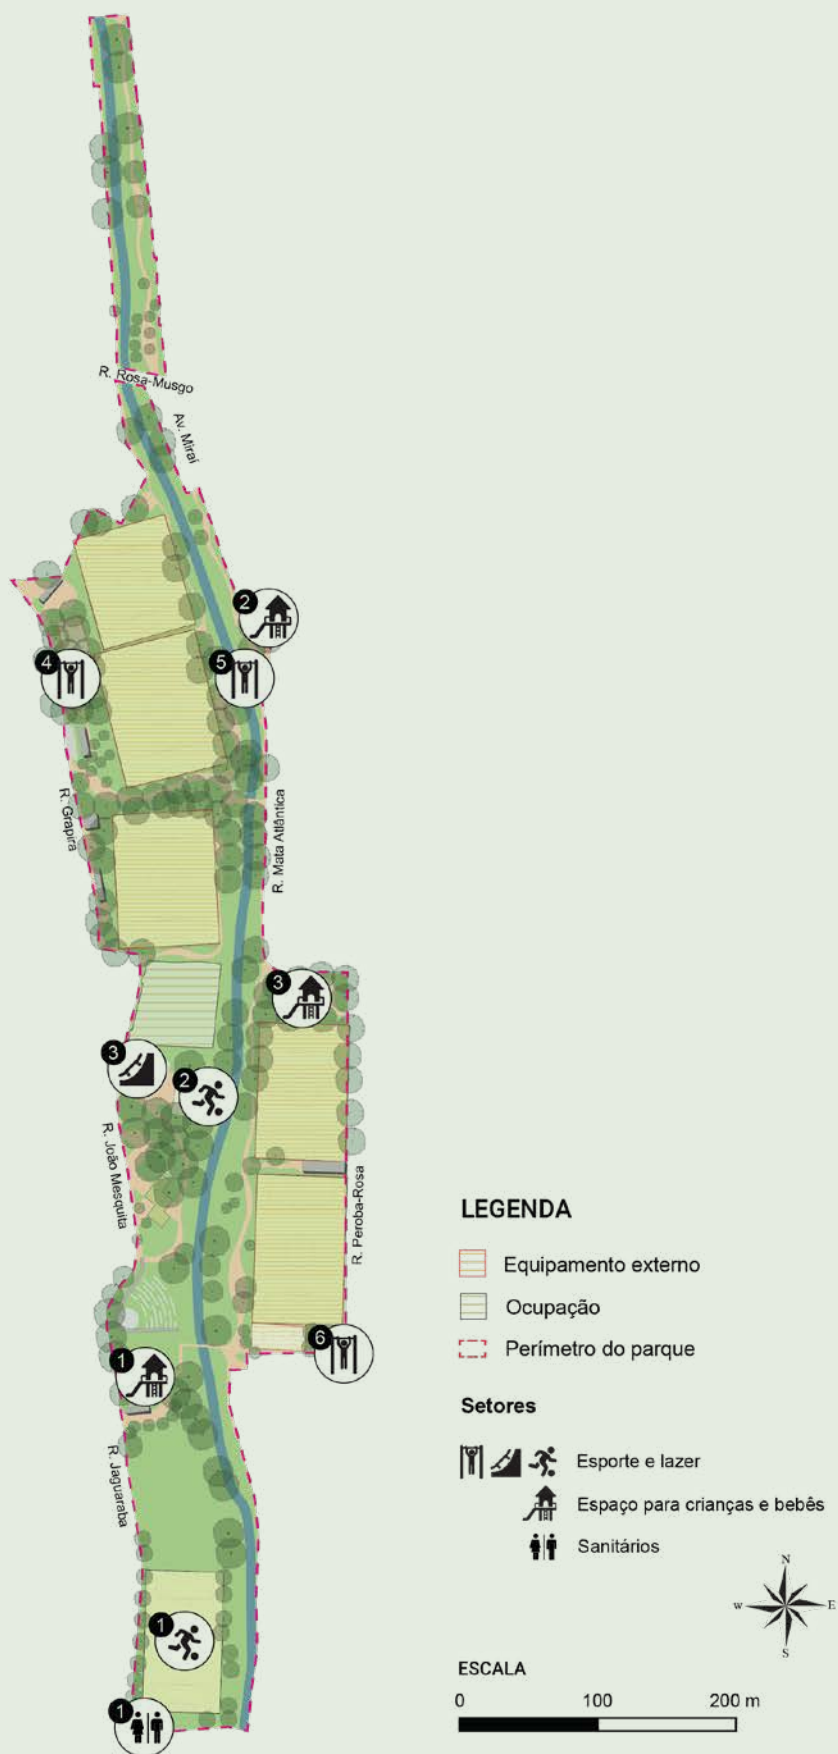 R. Rosa-Musgo
Av. Miraí
2
4
5
R. Grapira
R. Mata Atlântica
3
3
2
R. João Mesquita
R. Peroba-Rosa
6
1
R. Jaguaraba
1
1
LEGENDA
Equipamento externo
Ocupação
Perímetro do parque
Setores
Esporte e lazer
Espaço para crianças e bebês
Sanitários
N
W
E
S
ESCALA
0 100 200 m